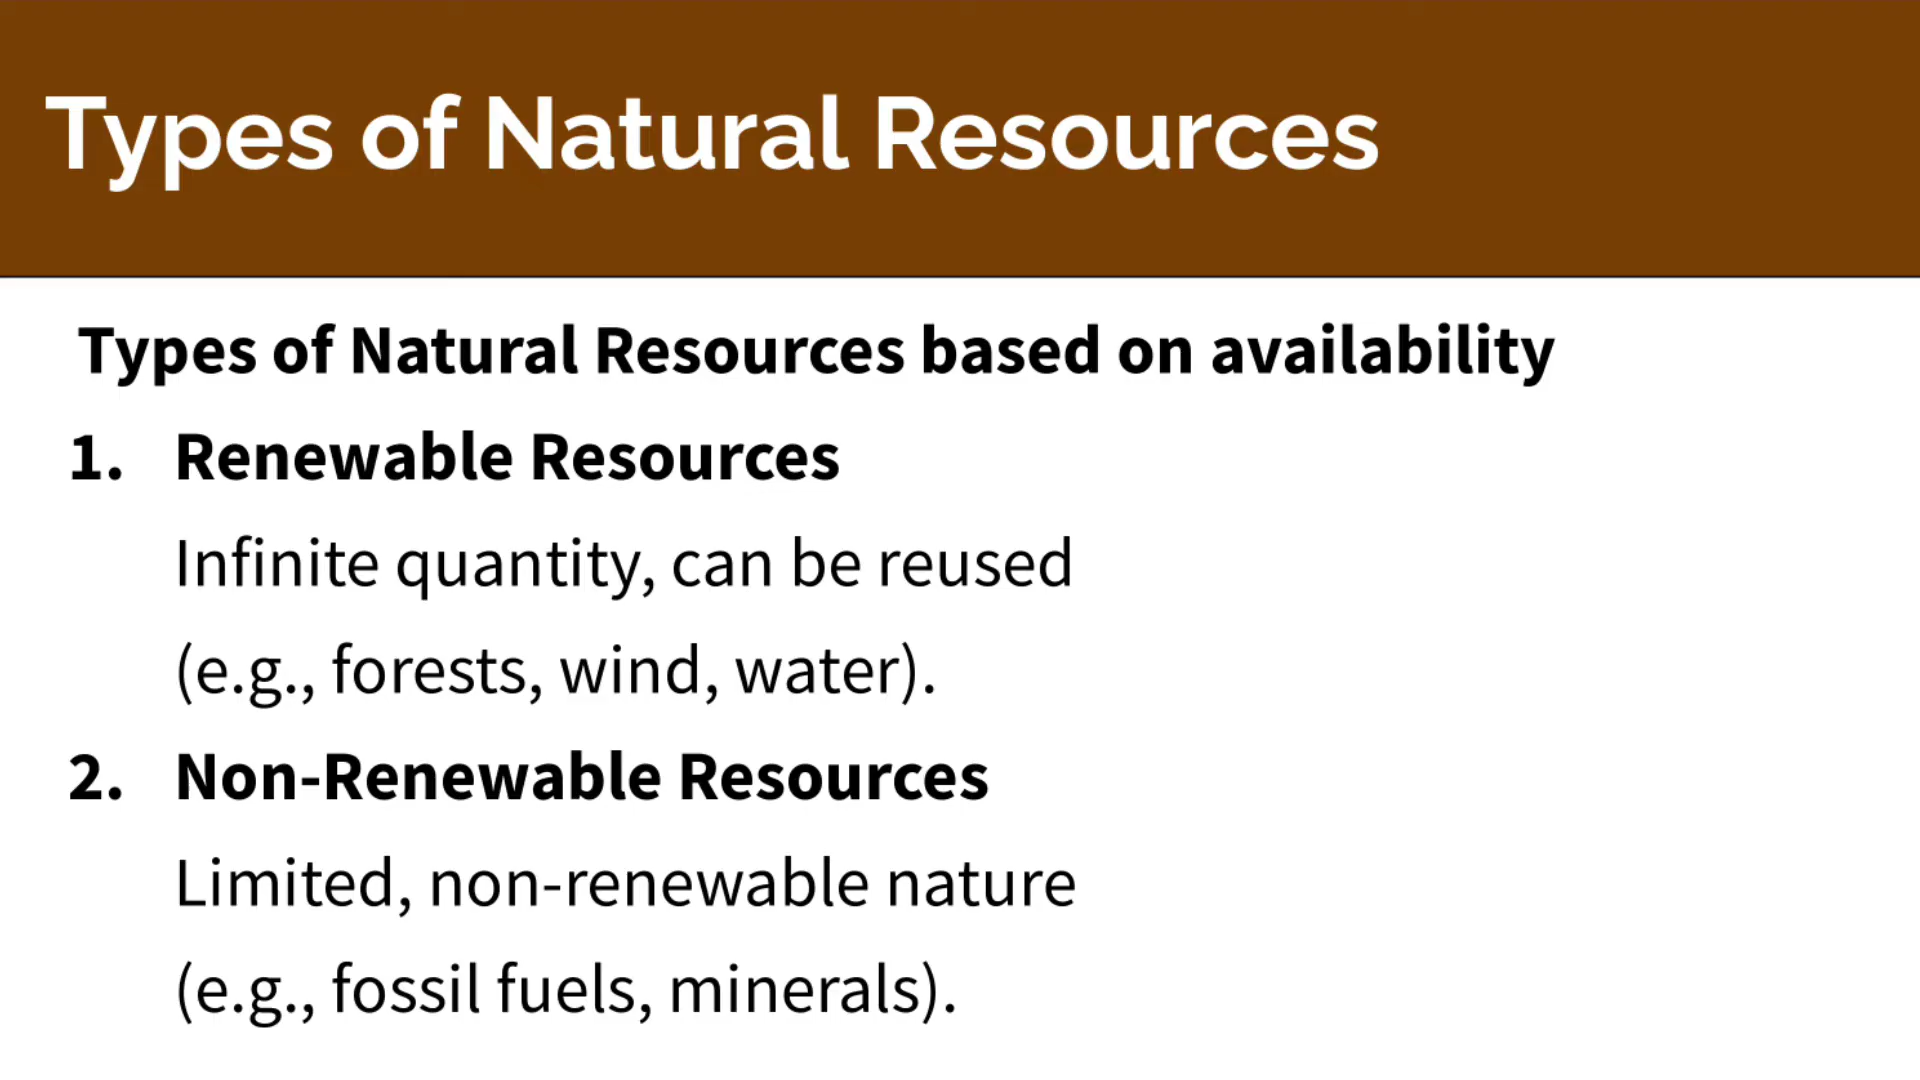 Types of Natural Resources
Types of Natural Resources based on availability
1. Renewable Resources
Infinite quantity, can be reused
(e.g., forests, wind, water).
2. Non-Renewable Resources
Limited, non-renewable nature
(e.g., fossil fuels, minerals).